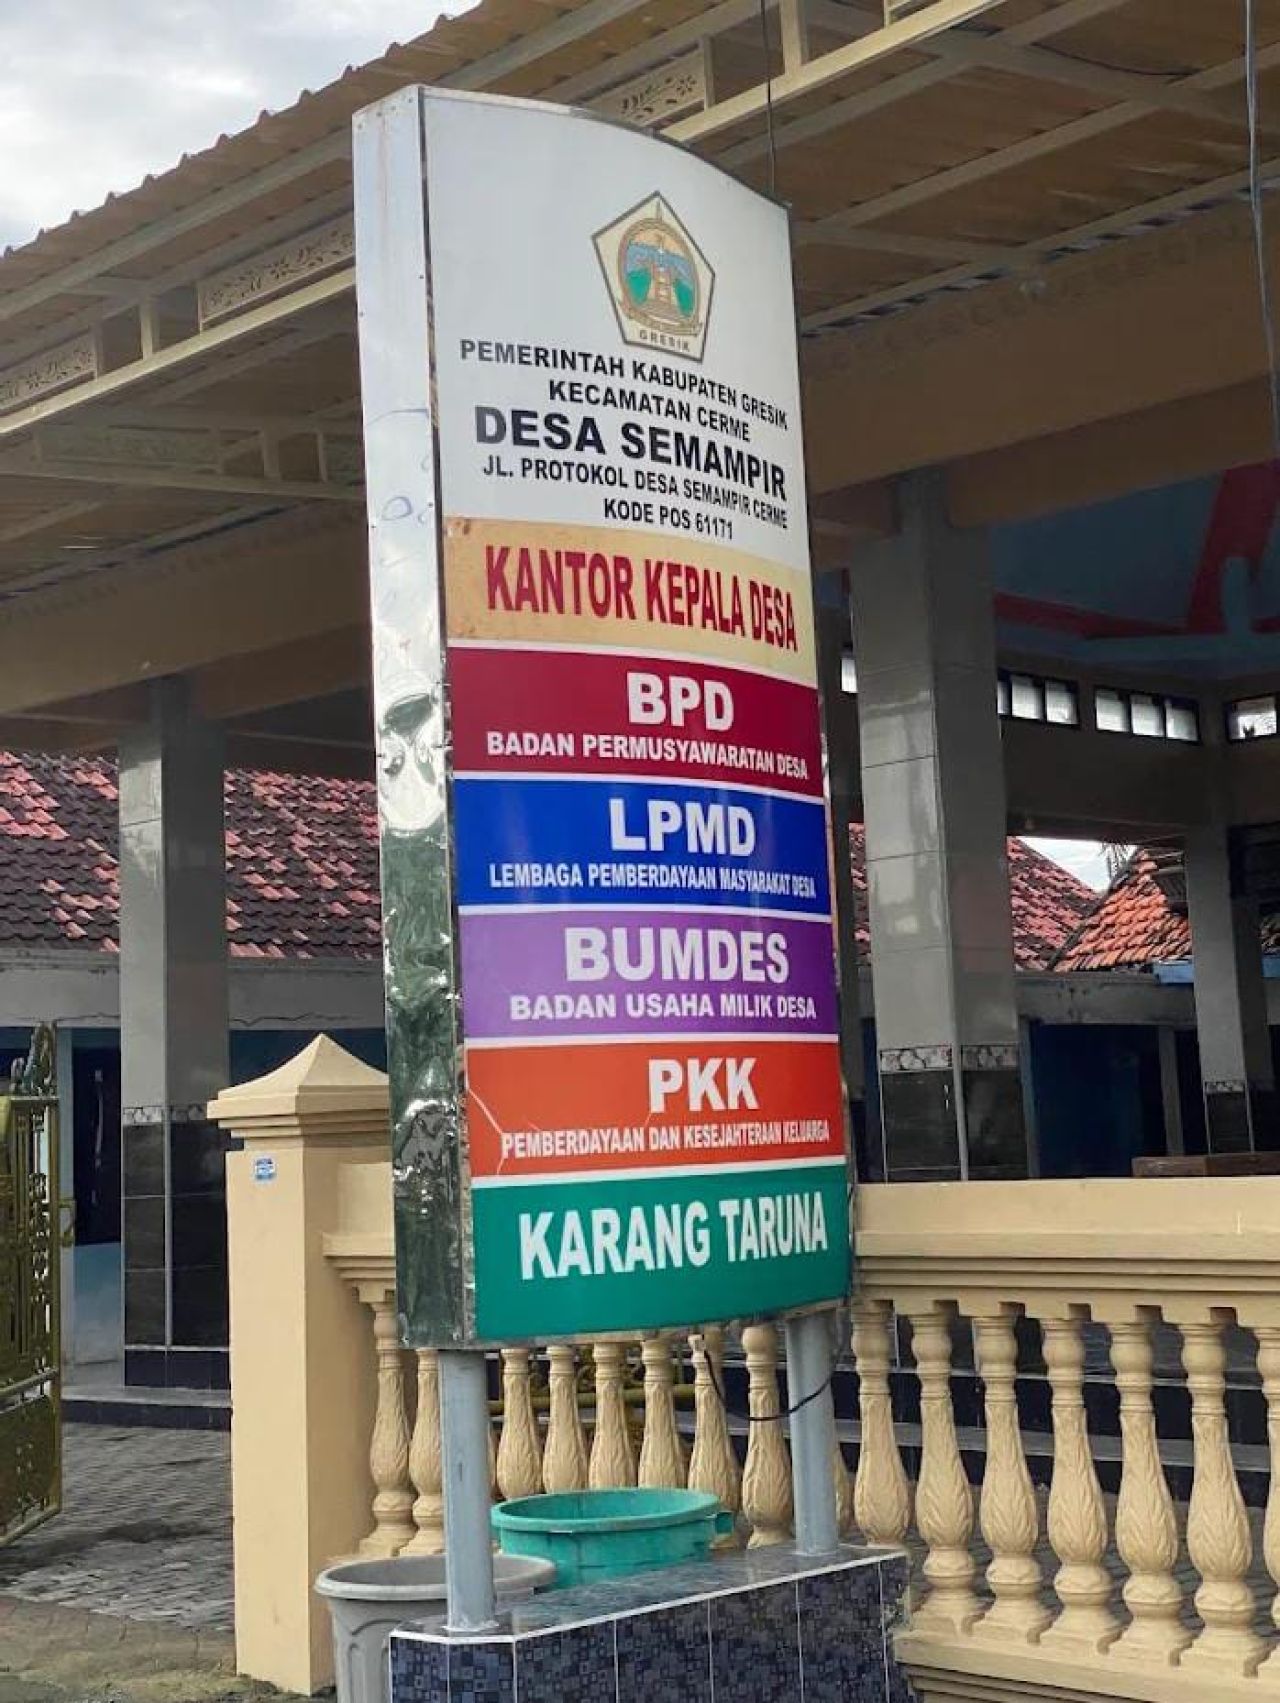 GRESIK
PEMERINTAH KABUPATEN GRESIK
KECAMATAN CERME
DESA SEMAMPIR
JL. PROTOKOL DESA SEMAMPIR CERME
KODE POS 61171
KANTOR KEPALA DESA
BPD
BADAN PERMUSYAWARATAN DESA
LPMD
LEMBAGA PEMBERDAYAAN MASYARAKAT DESA
BUMDES
BADAN USAHA MILIK DESA
PKK
PEMBERDAYAAN DAN KESEJAHTERAAN KELUARGA
KARANG TARUNA